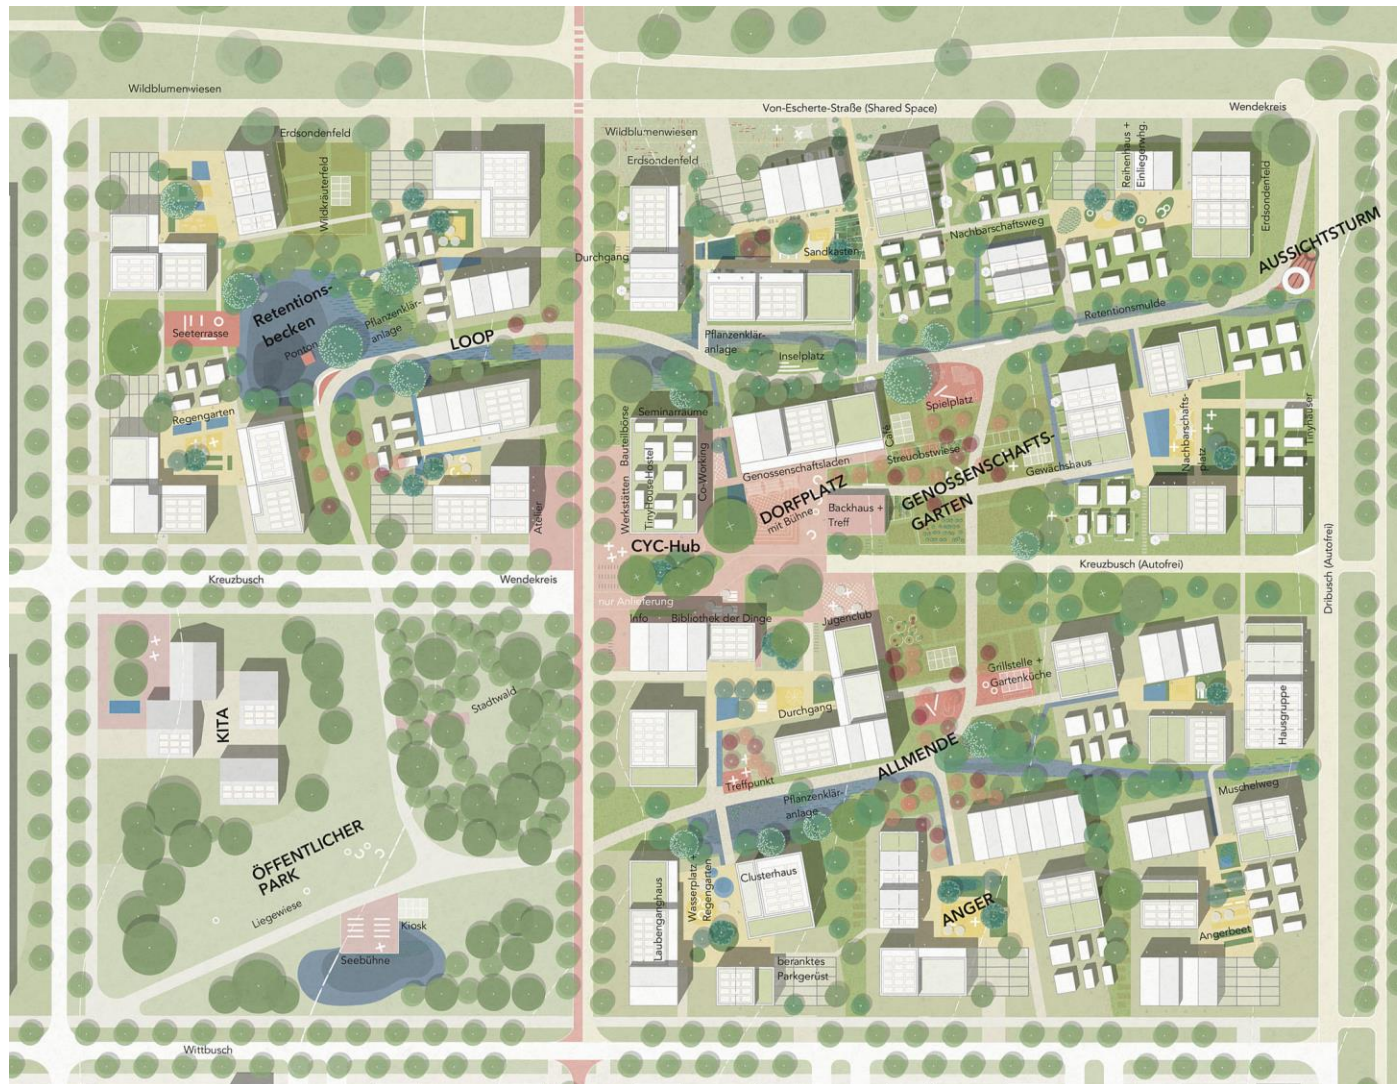 Wildblumenwiesen
Von-Escherte-Straße (Shared Space)
Wendekreis
Erdsondenfeld
Wildkräuterfeld
Wildblumenwiesen
Erdsondenfeld
Reihenhaus +
Einliegerwhg.
Erdsondenfeld
Nachbarschaftsweg
Sandkasten
Durchgang
AUSSICHTSTURM
Retentions-
becken
Ponton
Pflanzenklär-
anlage
Seeterrasse
LOOP
Retentionsmulde
Pflanzenklär-
anlage
Inselplatz
Regengarten
Seminarräume
Werkstätten Bauteilbörse
TinyHouseHostel
Co-Working
Spielplatz
Café
Streuobstwiese
Genossenschaftsladen
GENOSSENSCHAFTS-
GARTEN
Gewächshaus
Nachbarschafts-
platz
Tinyhäuser
Atelier
DORFPLATZ
mit Bühne
Backhaus +
Treff
CYC-Hub
Kreuzbusch
Wendekreis
Kreuzbusch (Autofrei)
Dribusch (Autofrei)
nur Anlieferung
Info
Bibliothek der Dinge
Jugenclub
Grillstelle +
Gartenküche
Stadtwald
KITA
Durchgang
Hausgruppe
ALLMENDE
Treffpunkt
Pflanzenklär-
anlage
Muschelweg
ÖFFENTLICHER
PARK
Liegewiese
Kiosk
Seebühne
Laubenganghaus
Wasserplatz +
Regengarten
Clusterhaus
ANGER
Angerbeet
beranktes
Parkgerüst
Wittbusch